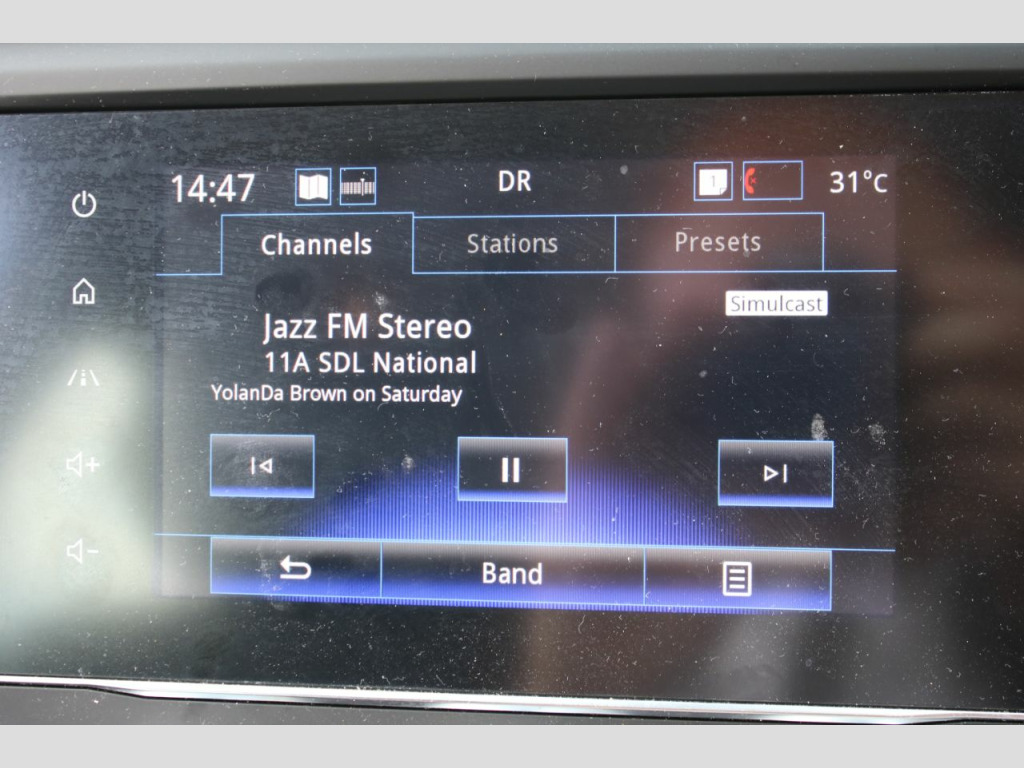 14:47 DR 1 31°C
Channels Stations Presets
Simulcast
Jazz FM Stereo
11A SDL National
YolanDa Brown on Saturday
Band